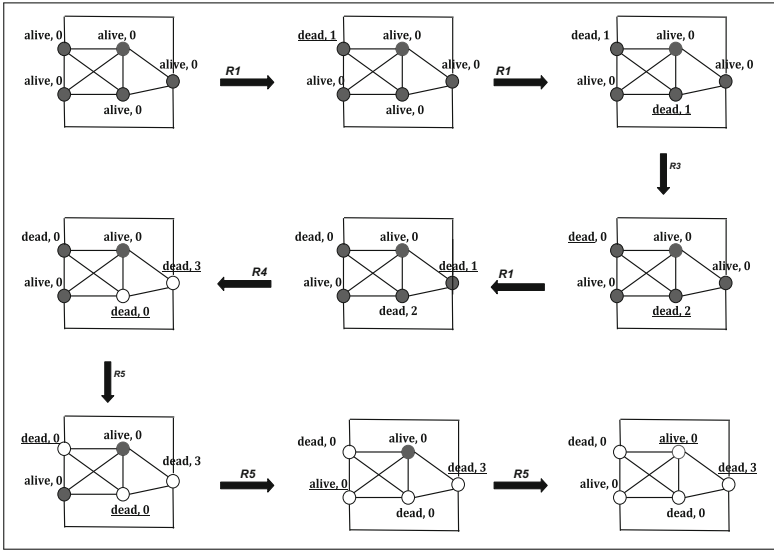 alive, 0
alive, 0
alive, 0
alive, 0
alive, 0
R1
dead, 1
alive, 0
alive, 0
alive, 0
alive, 0
R1
dead, 1
alive, 0
alive, 0
alive, 0
dead, 1
R3
dead, 0
alive, 0
dead, 3
alive, 0
dead, 0
R4
dead, 0
alive, 0
dead, 1
alive, 0
dead, 2
R1
dead, 0
alive, 0
alive, 0
alive, 0
dead, 2
R5
dead, 0
alive, 0
dead, 3
alive, 0
dead, 0
R5
dead, 0
alive, 0
dead, 3
alive, 0
dead, 0
R5
dead, 0
alive, 0
dead, 3
alive, 0
dead, 0